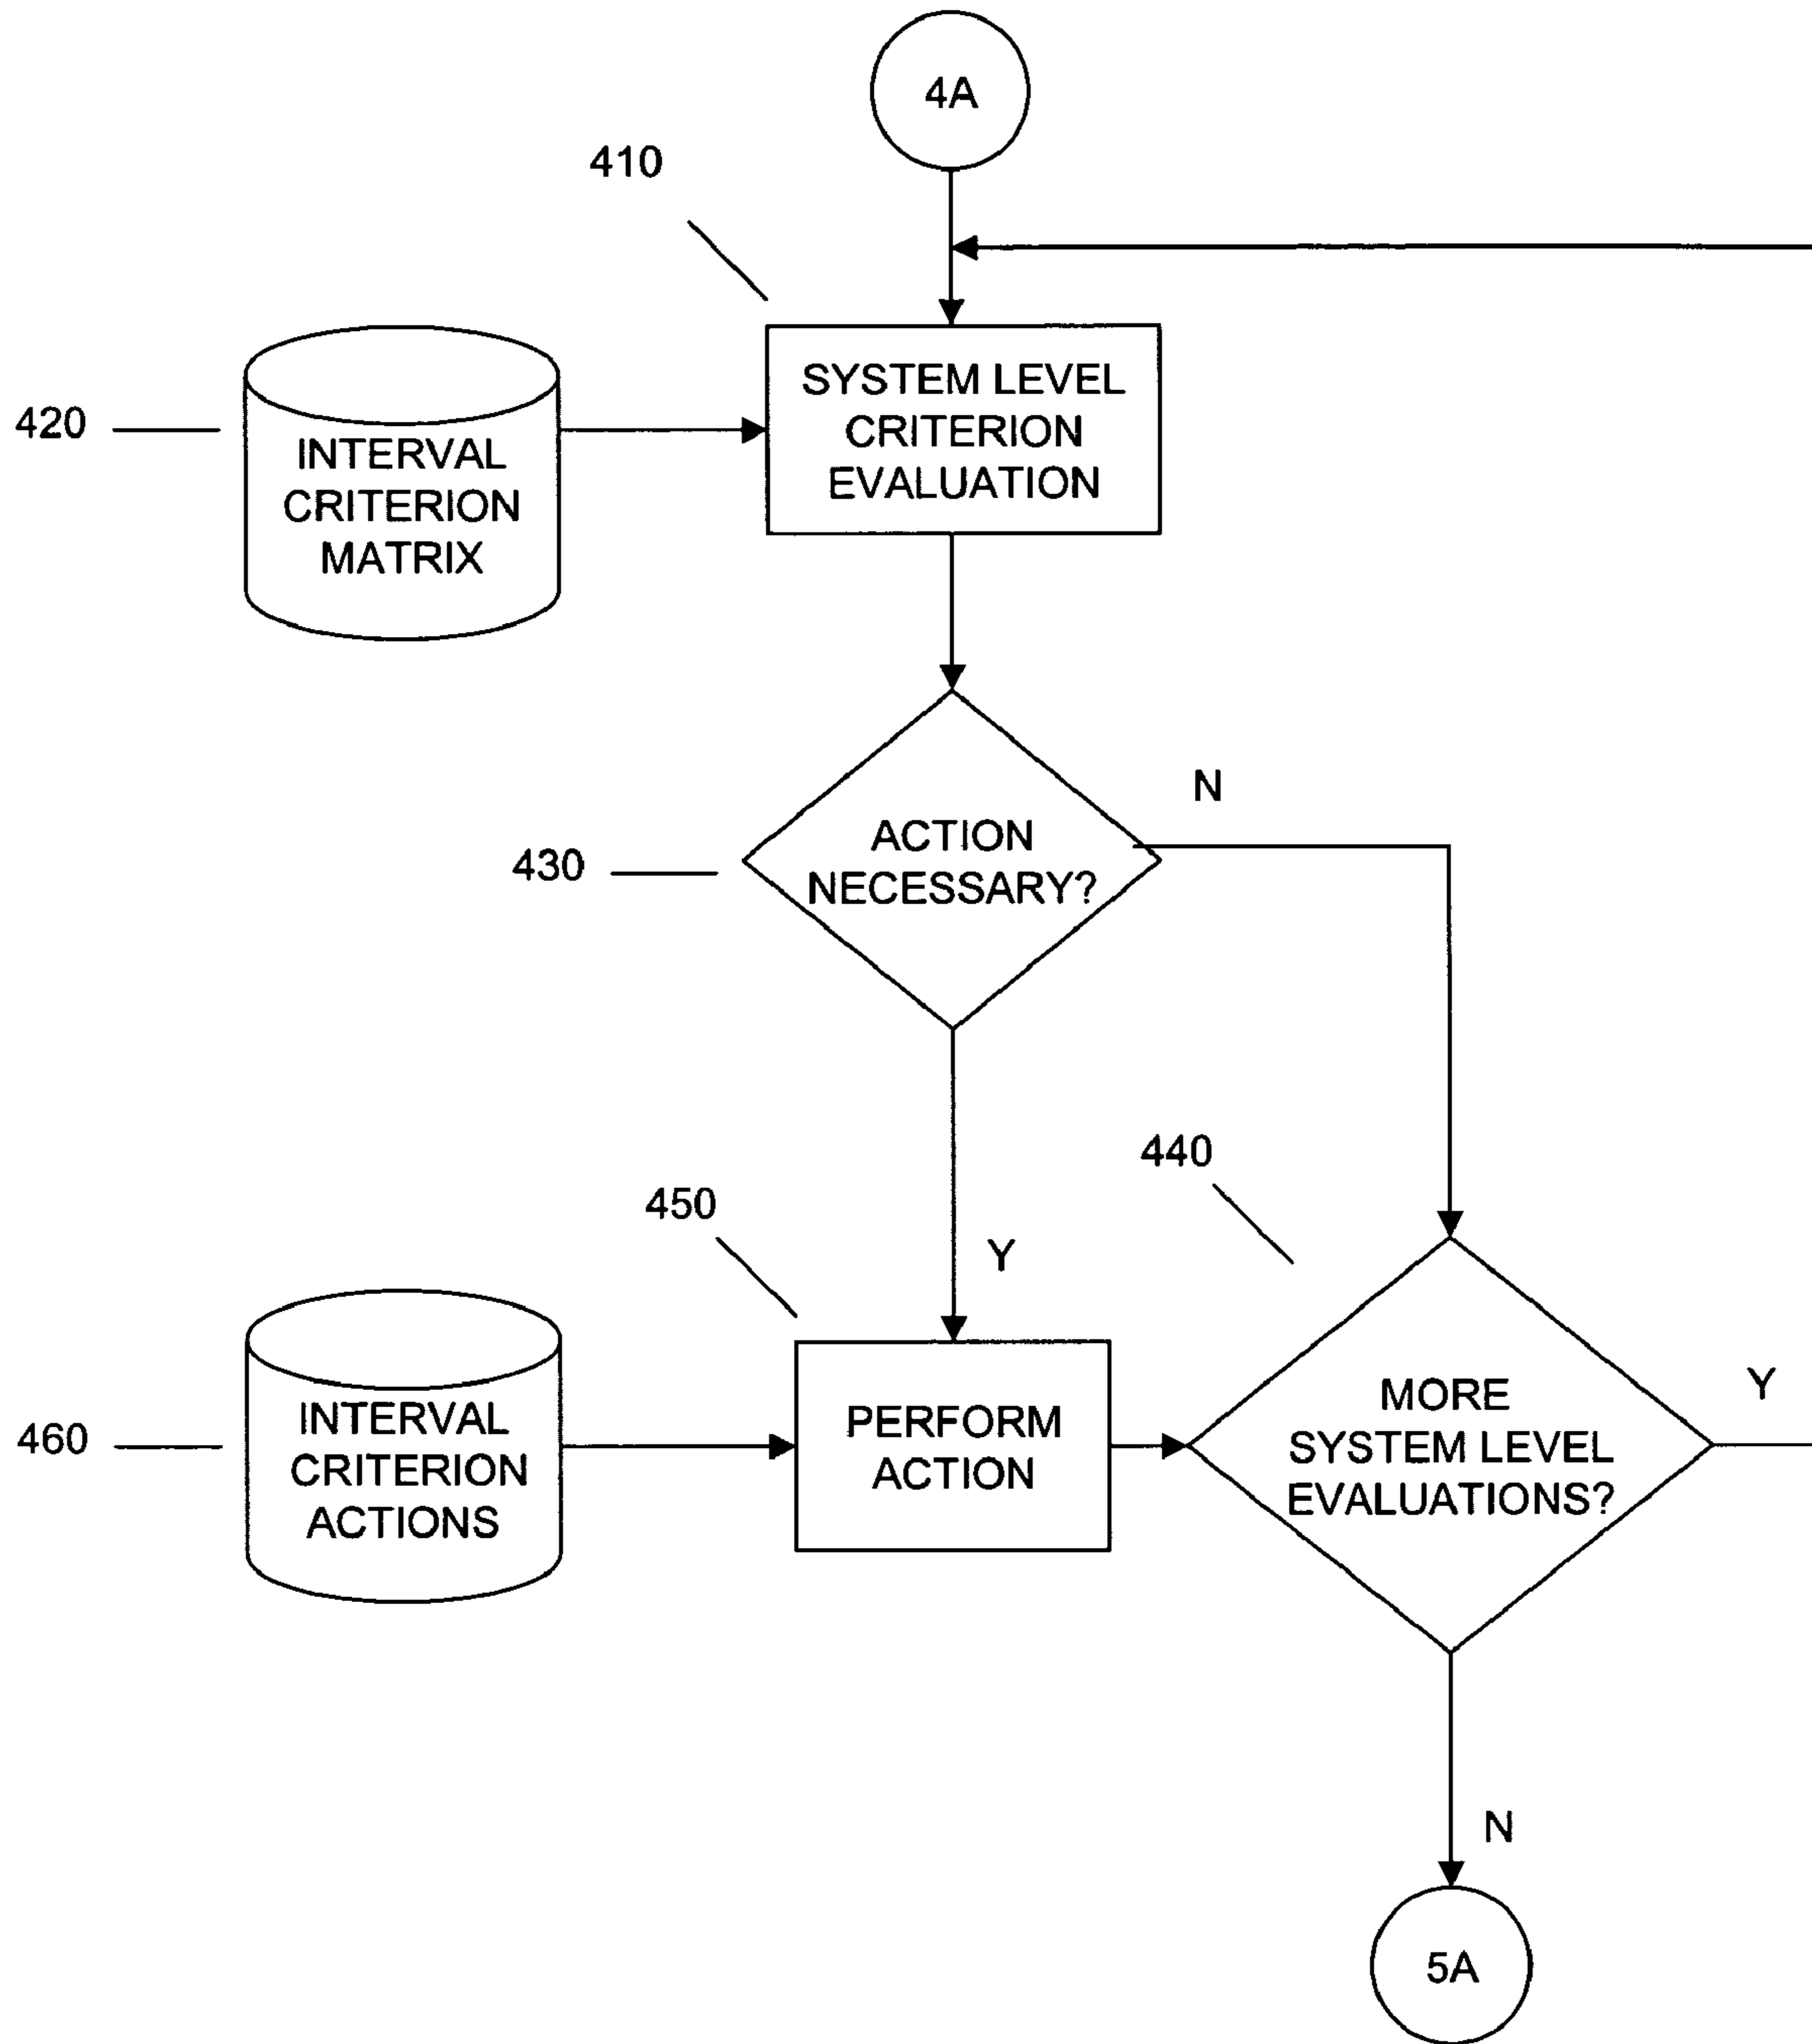 4A
410
SYSTEM LEVEL
CRITERION
EVALUATION
420
INTERVAL
CRITERION
MATRIX
N
430
ACTION
NECESSARY?
440
450
Y
460
INTERVAL
CRITERION
ACTIONS
PERFORM
ACTION
MORE
SYSTEM LEVEL
EVALUATIONS?
Y
N
5A